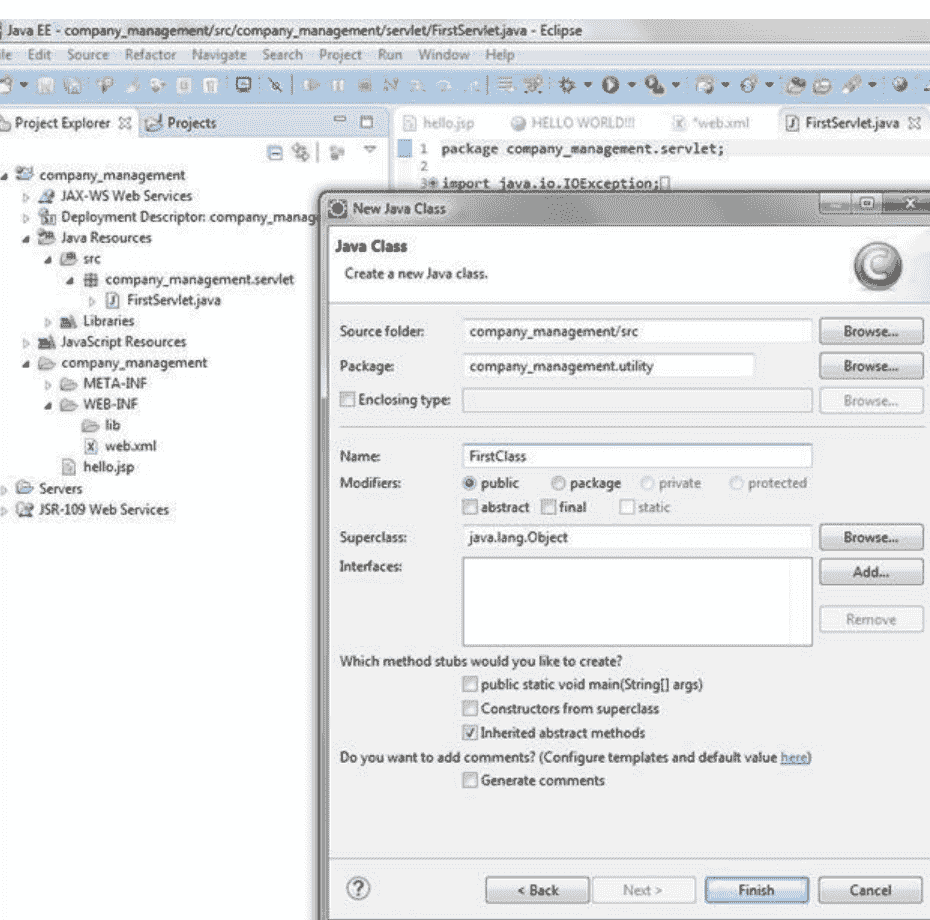 Java EE - company_management/src/company_management/servlet/FirstServlet.java - Eclipse
Edit Source Refactor Navigate Search Project Run Window Help
Project Explorer Projects
hello.jsp HELLO WORLD!!! *web.xml FirstServlet.java
1 package company_management.servlet;
2
3 import java.io.IOException;
company_management
JAX-WS Web Services
Deployment Descriptor: company_manag
Java Resources
src
company_management.servlet
FirstServlet.java
Libraries
JavaScript Resources
company_management
META-INF
WEB-INF
lib
web.xml
hello.jsp
Servers
JSR-109 Web Services
New Java Class
Java Class
Create a new Java class.
Source folder: company_management/src Browse...
Package: company_management.utility Browse...
Enclosing type: Browse...
Name: FirstClass
Modifiers: public package private protected
abstract final static
Superclass: java.lang.Object Browse...
Interfaces: Add...
Remove
Which method stubs would you like to create?
public static void main(String[] args)
Constructors from superclass
Inherited abstract methods
Do you want to add comments? (Configure templates and default value here)
Generate comments
? < Back Next > Finish Cancel